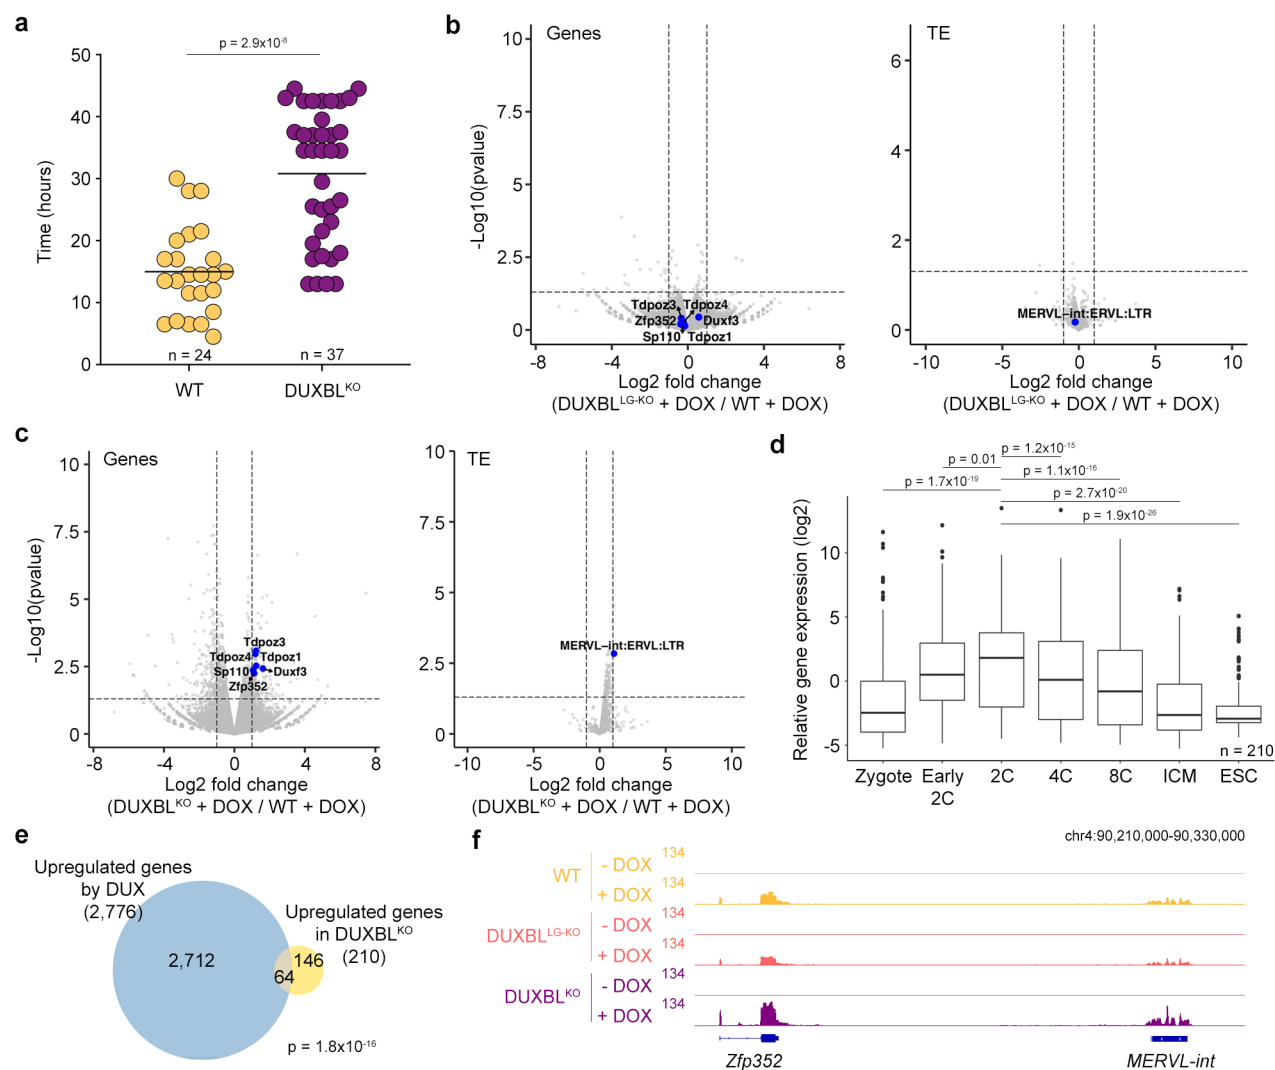 a
p = 2.9x10-8
50
40
30
20
10
0
Time (hours)
n = 24
n = 37
WT
DUXBLKO
b
Genes
10
7.5
5
2.5
0
-Log10(pvalue)
Tdpoz3
Tdpoz4
Zfp352
Duxf3
Sp110
Tdpoz1
-8
-4
0
4
8
Log2 fold change
(DUXBLLG-KO + DOX / WT + DOX)
TE
6
4
2
0
MERVL-int:ERVL:LTR
-10
-5
0
5
10
Log2 fold change
(DUXBLLG-KO + DOX / WT + DOX)
c
Genes
10
7.5
5
2.5
0
-Log10(pvalue)
Tdpoz3
Tdpoz4
Tdpoz1
Sp110
Duxf3
Zfp352
-8
-4
0
4
8
Log2 fold change
(DUXBLKO + DOX / WT + DOX)
TE
10
7.5
5
2.5
0
MERVL-int:ERVL:LTR
-10
-5
0
5
10
Log2 fold change
(DUXBLKO + DOX / WT + DOX)
d
p = 1.2x10-15
p = 0.01
p = 1.1x10-16
p = 1.7x10-19
p = 2.7x10-20
p = 1.9x10-26
Relative gene expression (log2)
10
5
0
-5
n = 210
Zygote
Early
2C
2C
4C
8C
ICM
ESC
e
Upregulated genes
by DUX
(2,776)
Upregulated genes
in DUXBLKO
(210)
2,712
64
146
p = 1.8x10-16
f
chr4:90,210,000-90,330,000
WT
- DOX
134
+ DOX
134
DUXBLLG-KO
- DOX
134
+ DOX
134
DUXBLKO
- DOX
134
+ DOX
134
Zfp352
MERVL-int